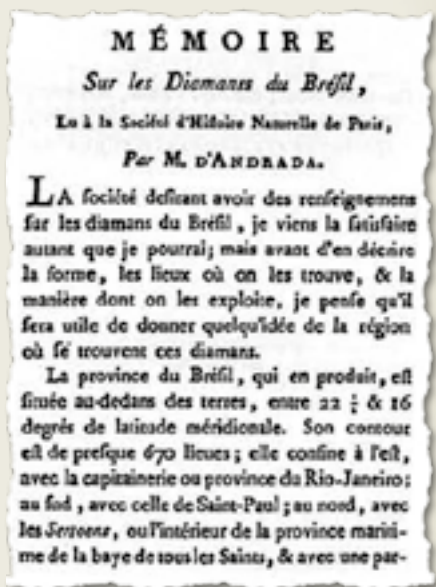 MÉMOIRE
Sur les Diamants du Bréſil,
Lu à la Société d'Hiſtoire Naturelle de Paris,
Par M. D'ANDRADA.
LA ſociété deſirant avoir des renſeignemens
ſur les diamans du Bréſil, je viens la ſatisfaire
autant que je pourrai; mais avant d'en décrire
la forme, les lieux où on les trouve, & la
manière dont on les exploite, je penſe qu'il
ſera utile de donner quelqu'idée de la région
où ſe trouvent ces diamans.
La province du Bréſil, qui en produit, eſt
ſituée au-dedans des terres, entre 22 ½ & 16
degrés de latitude méridionale. Son contour
eſt de preſque 670 lieues; elle confine à l'eſt,
avec la capitainerie ou province du Rio-Janeiro;
au ſud, avec celle de Saint-Paul; au nord, avec
les Sertoens, ou l'intérieur de la province mariti-
me de la baye de tous les Saints, & avec une par-